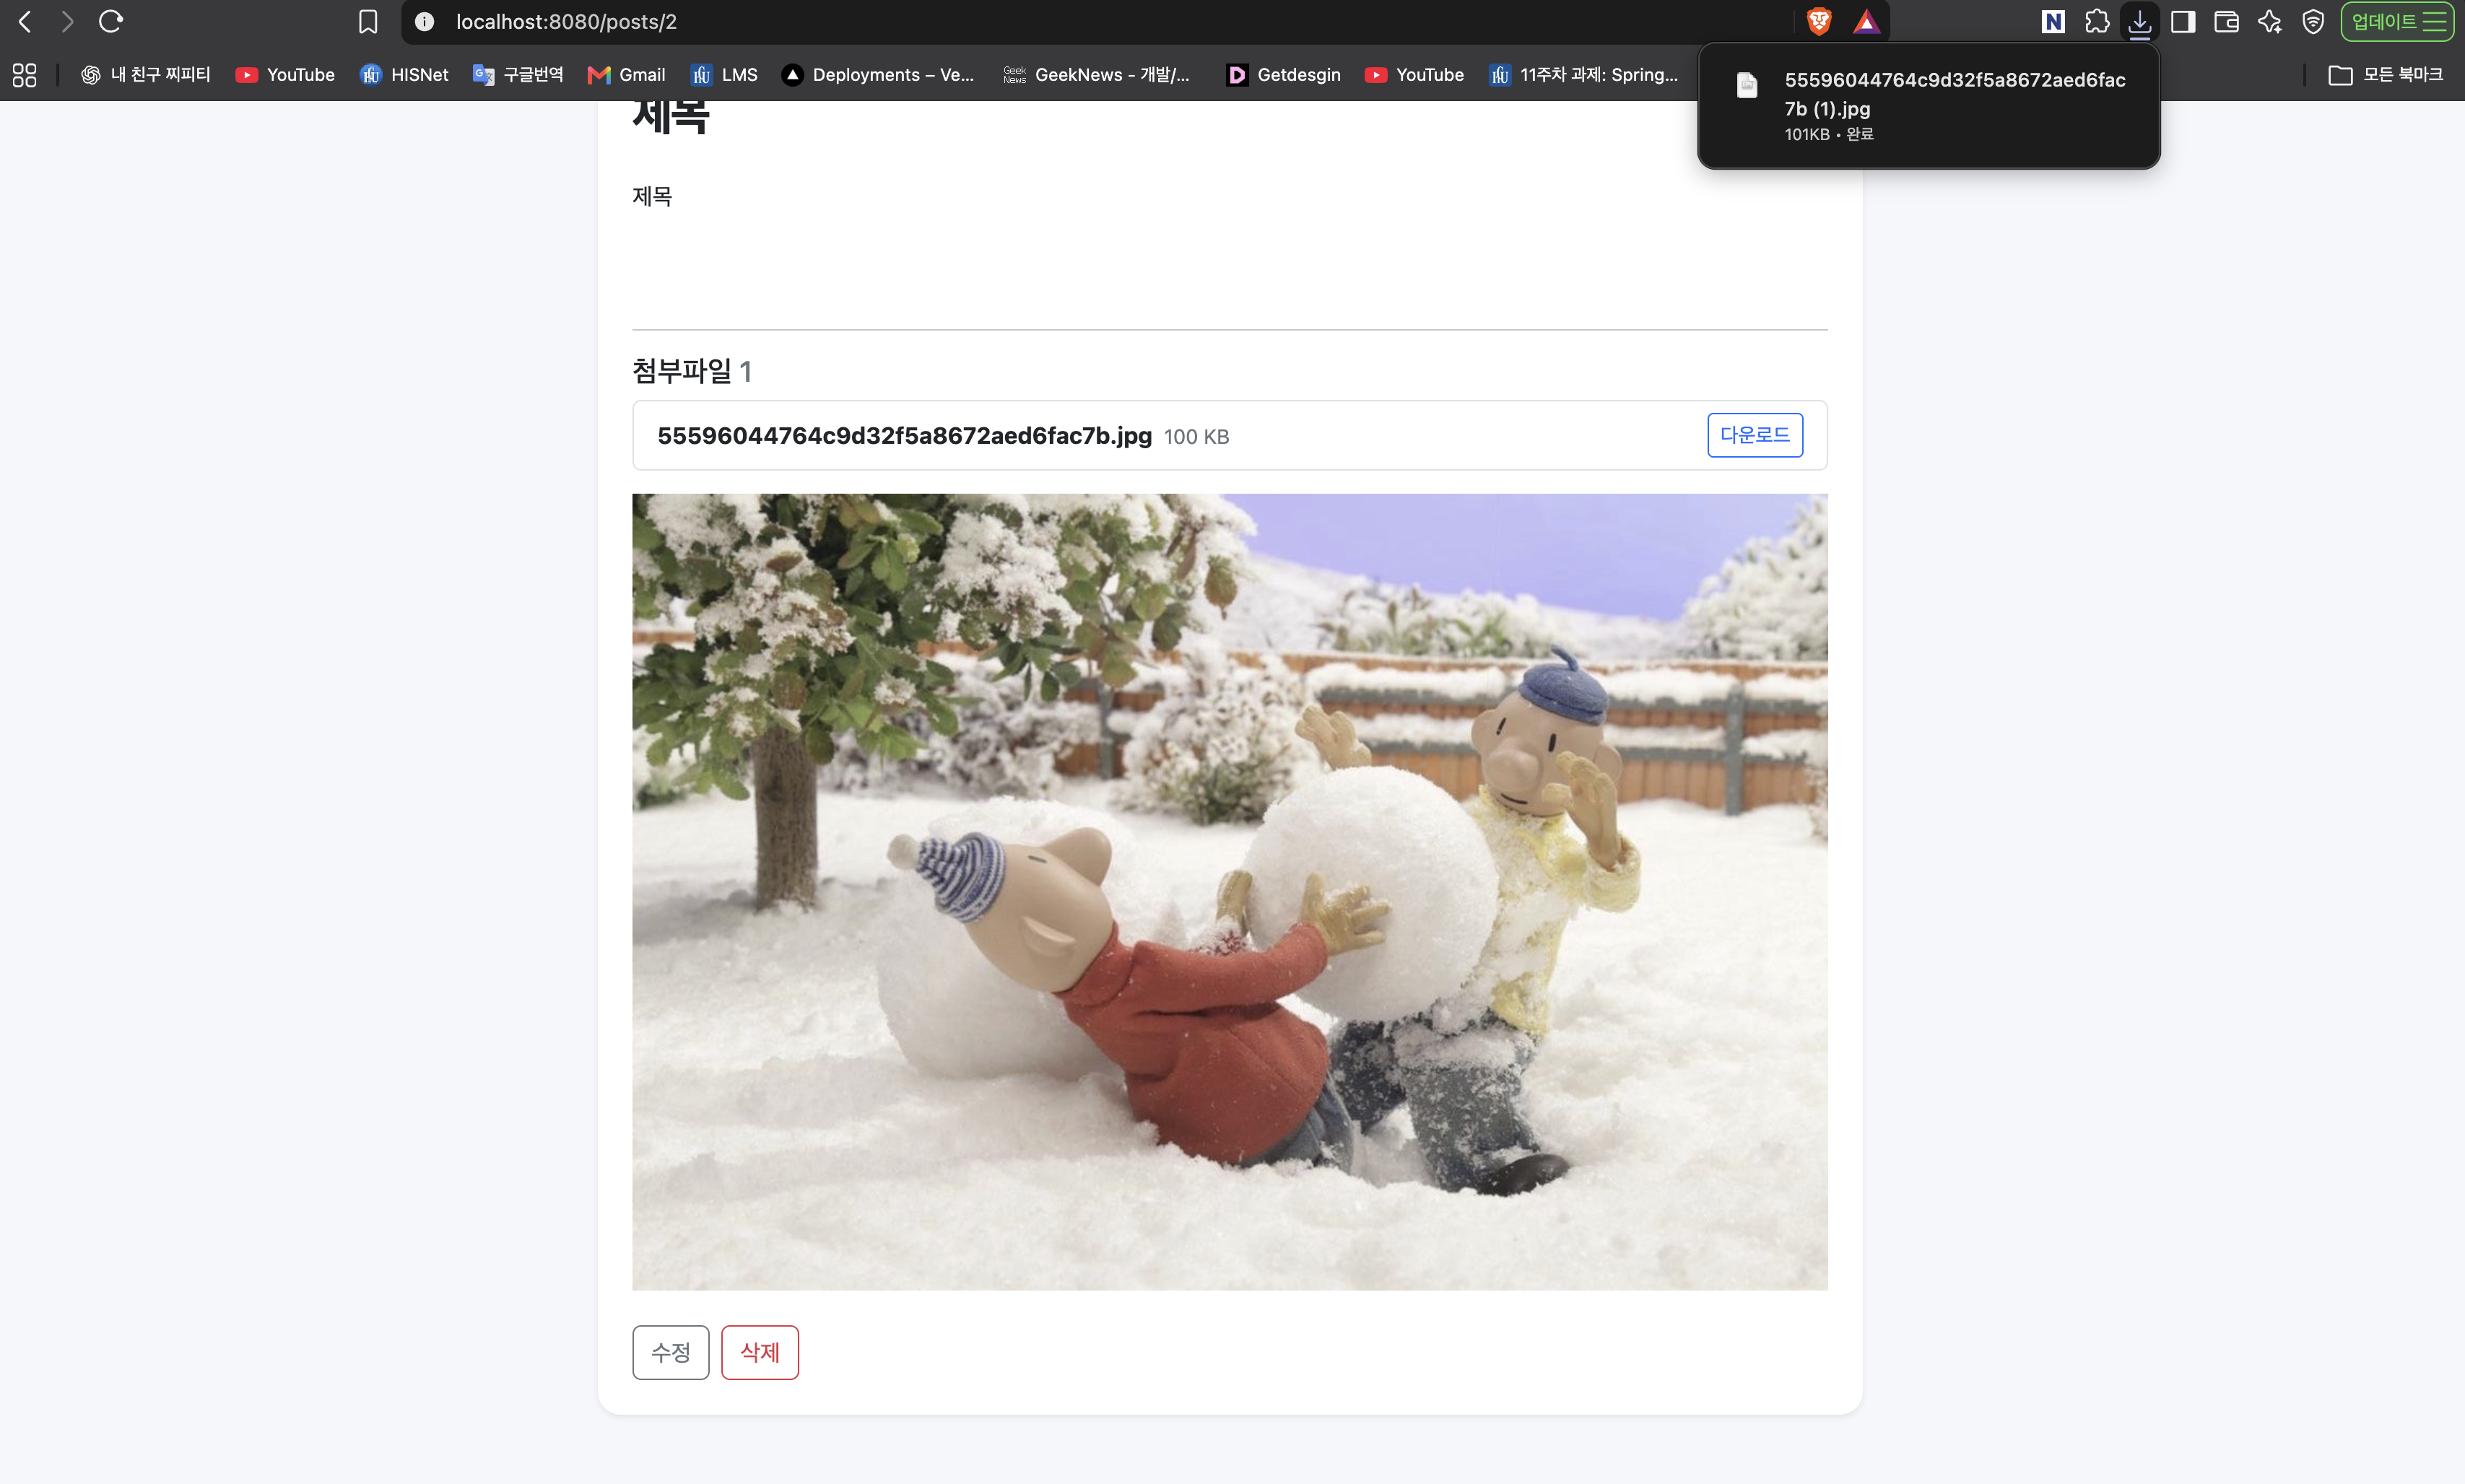 localhost:8080/posts/2
업데이트
내 친구 찌피티
YouTube
HISNet
구글번역
Gmail
LMS
Deployments – Ve...
Geek News
GeekNews - 개발/...
Getdesgin
YouTube
11주차 과제: Spring...
모든 북마크
55596044764c9d32f5a8672aed6fac
7b (1).jpg
101KB • 완료
제목
제목
첨부파일 1
55596044764c9d32f5a8672aed6fac7b.jpg 100 KB
다운로드
수정
삭제